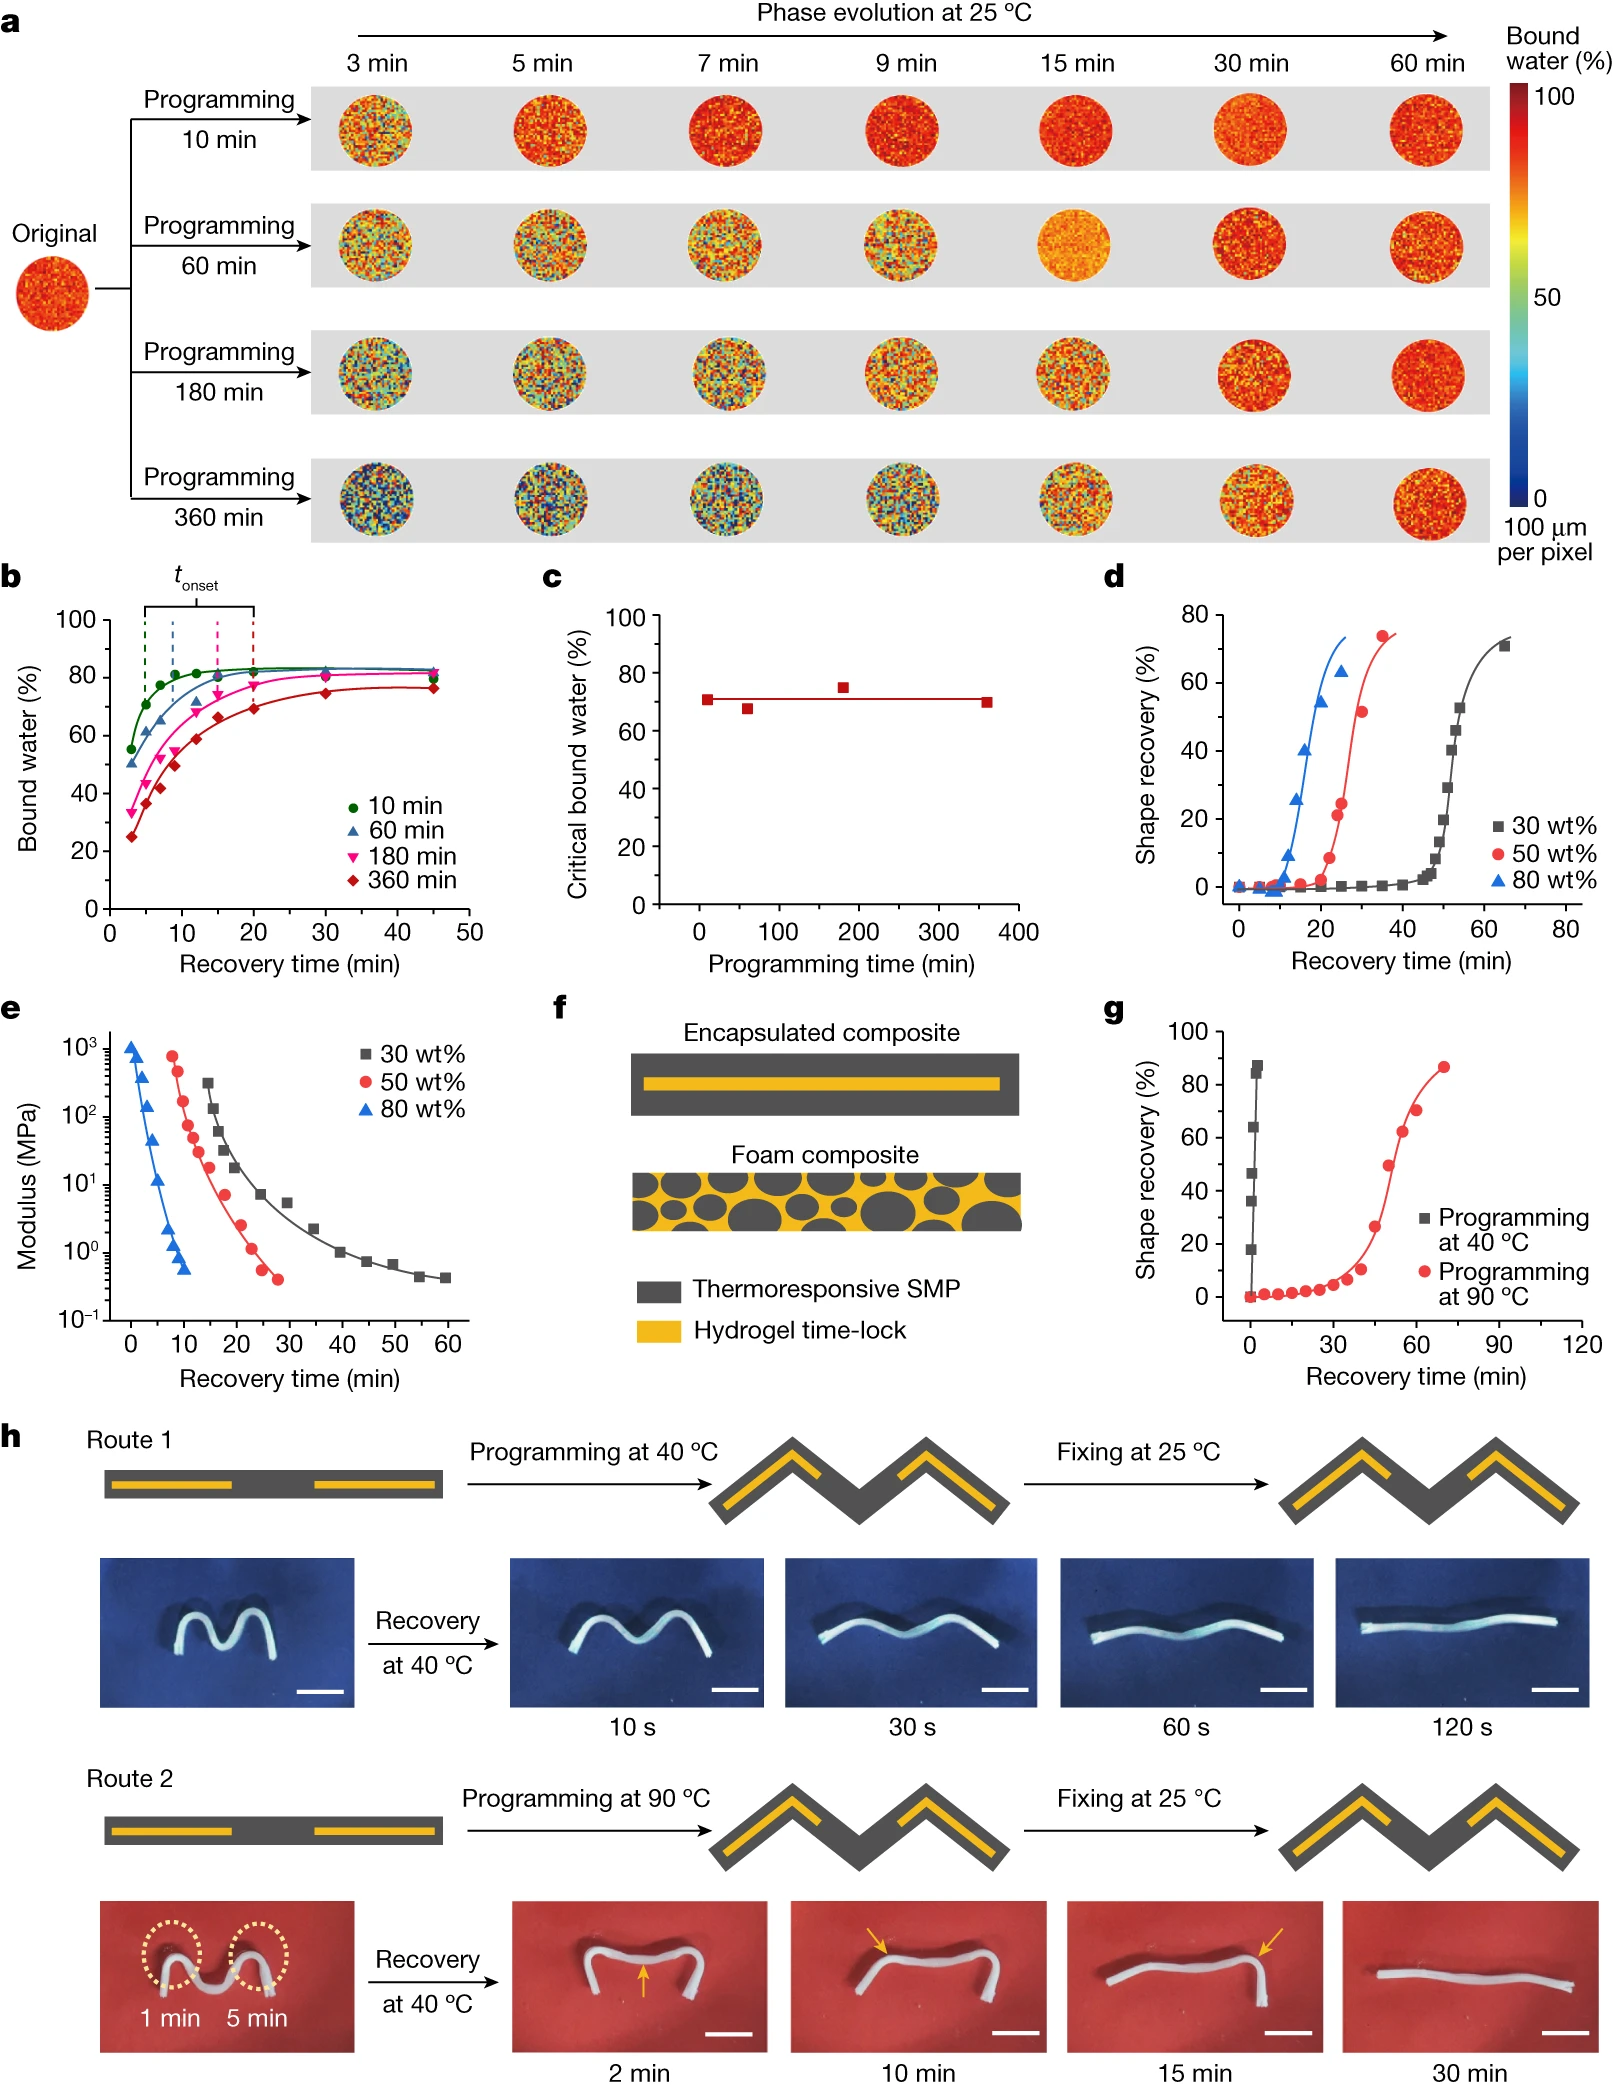 a
Phase evolution at 25 ºC
3 min 5 min 7 min 9 min 15 min 30 min 60 min
Bound
water (%)
100
50
0
100 µm
per pixel
Original
Programming
10 min
Programming
60 min
Programming
180 min
Programming
360 min
b
tonset
Bound water (%)
100
80
60
40
20
0
0 10 20 30 40 50
Recovery time (min)
10 min
60 min
180 min
360 min
c
Critical bound water (%)
100
80
60
40
20
0
0 100 200 300 400
Programming time (min)
d
Shape recovery (%)
80
60
40
20
0
0 20 40 60 80
Recovery time (min)
30 wt%
50 wt%
80 wt%
e
Modulus (MPa)
10³
10²
10¹
10⁰
10⁻¹
0 10 20 30 40 50 60
Recovery time (min)
30 wt%
50 wt%
80 wt%
f
Encapsulated composite
Foam composite
Thermoresponsive SMP
Hydrogel time-lock
g
Shape recovery (%)
100
80
60
40
20
0
0 30 60 90 120
Recovery time (min)
Programming
at 40 ºC
Programming
at 90 ºC
h
Route 1
Programming at 40 ºC
Fixing at 25 ºC
Recovery
at 40 ºC
10 s 30 s 60 s 120 s
Route 2
Programming at 90 ºC
Fixing at 25 °C
1 min 5 min
Recovery
at 40 ºC
2 min 10 min 15 min 30 min